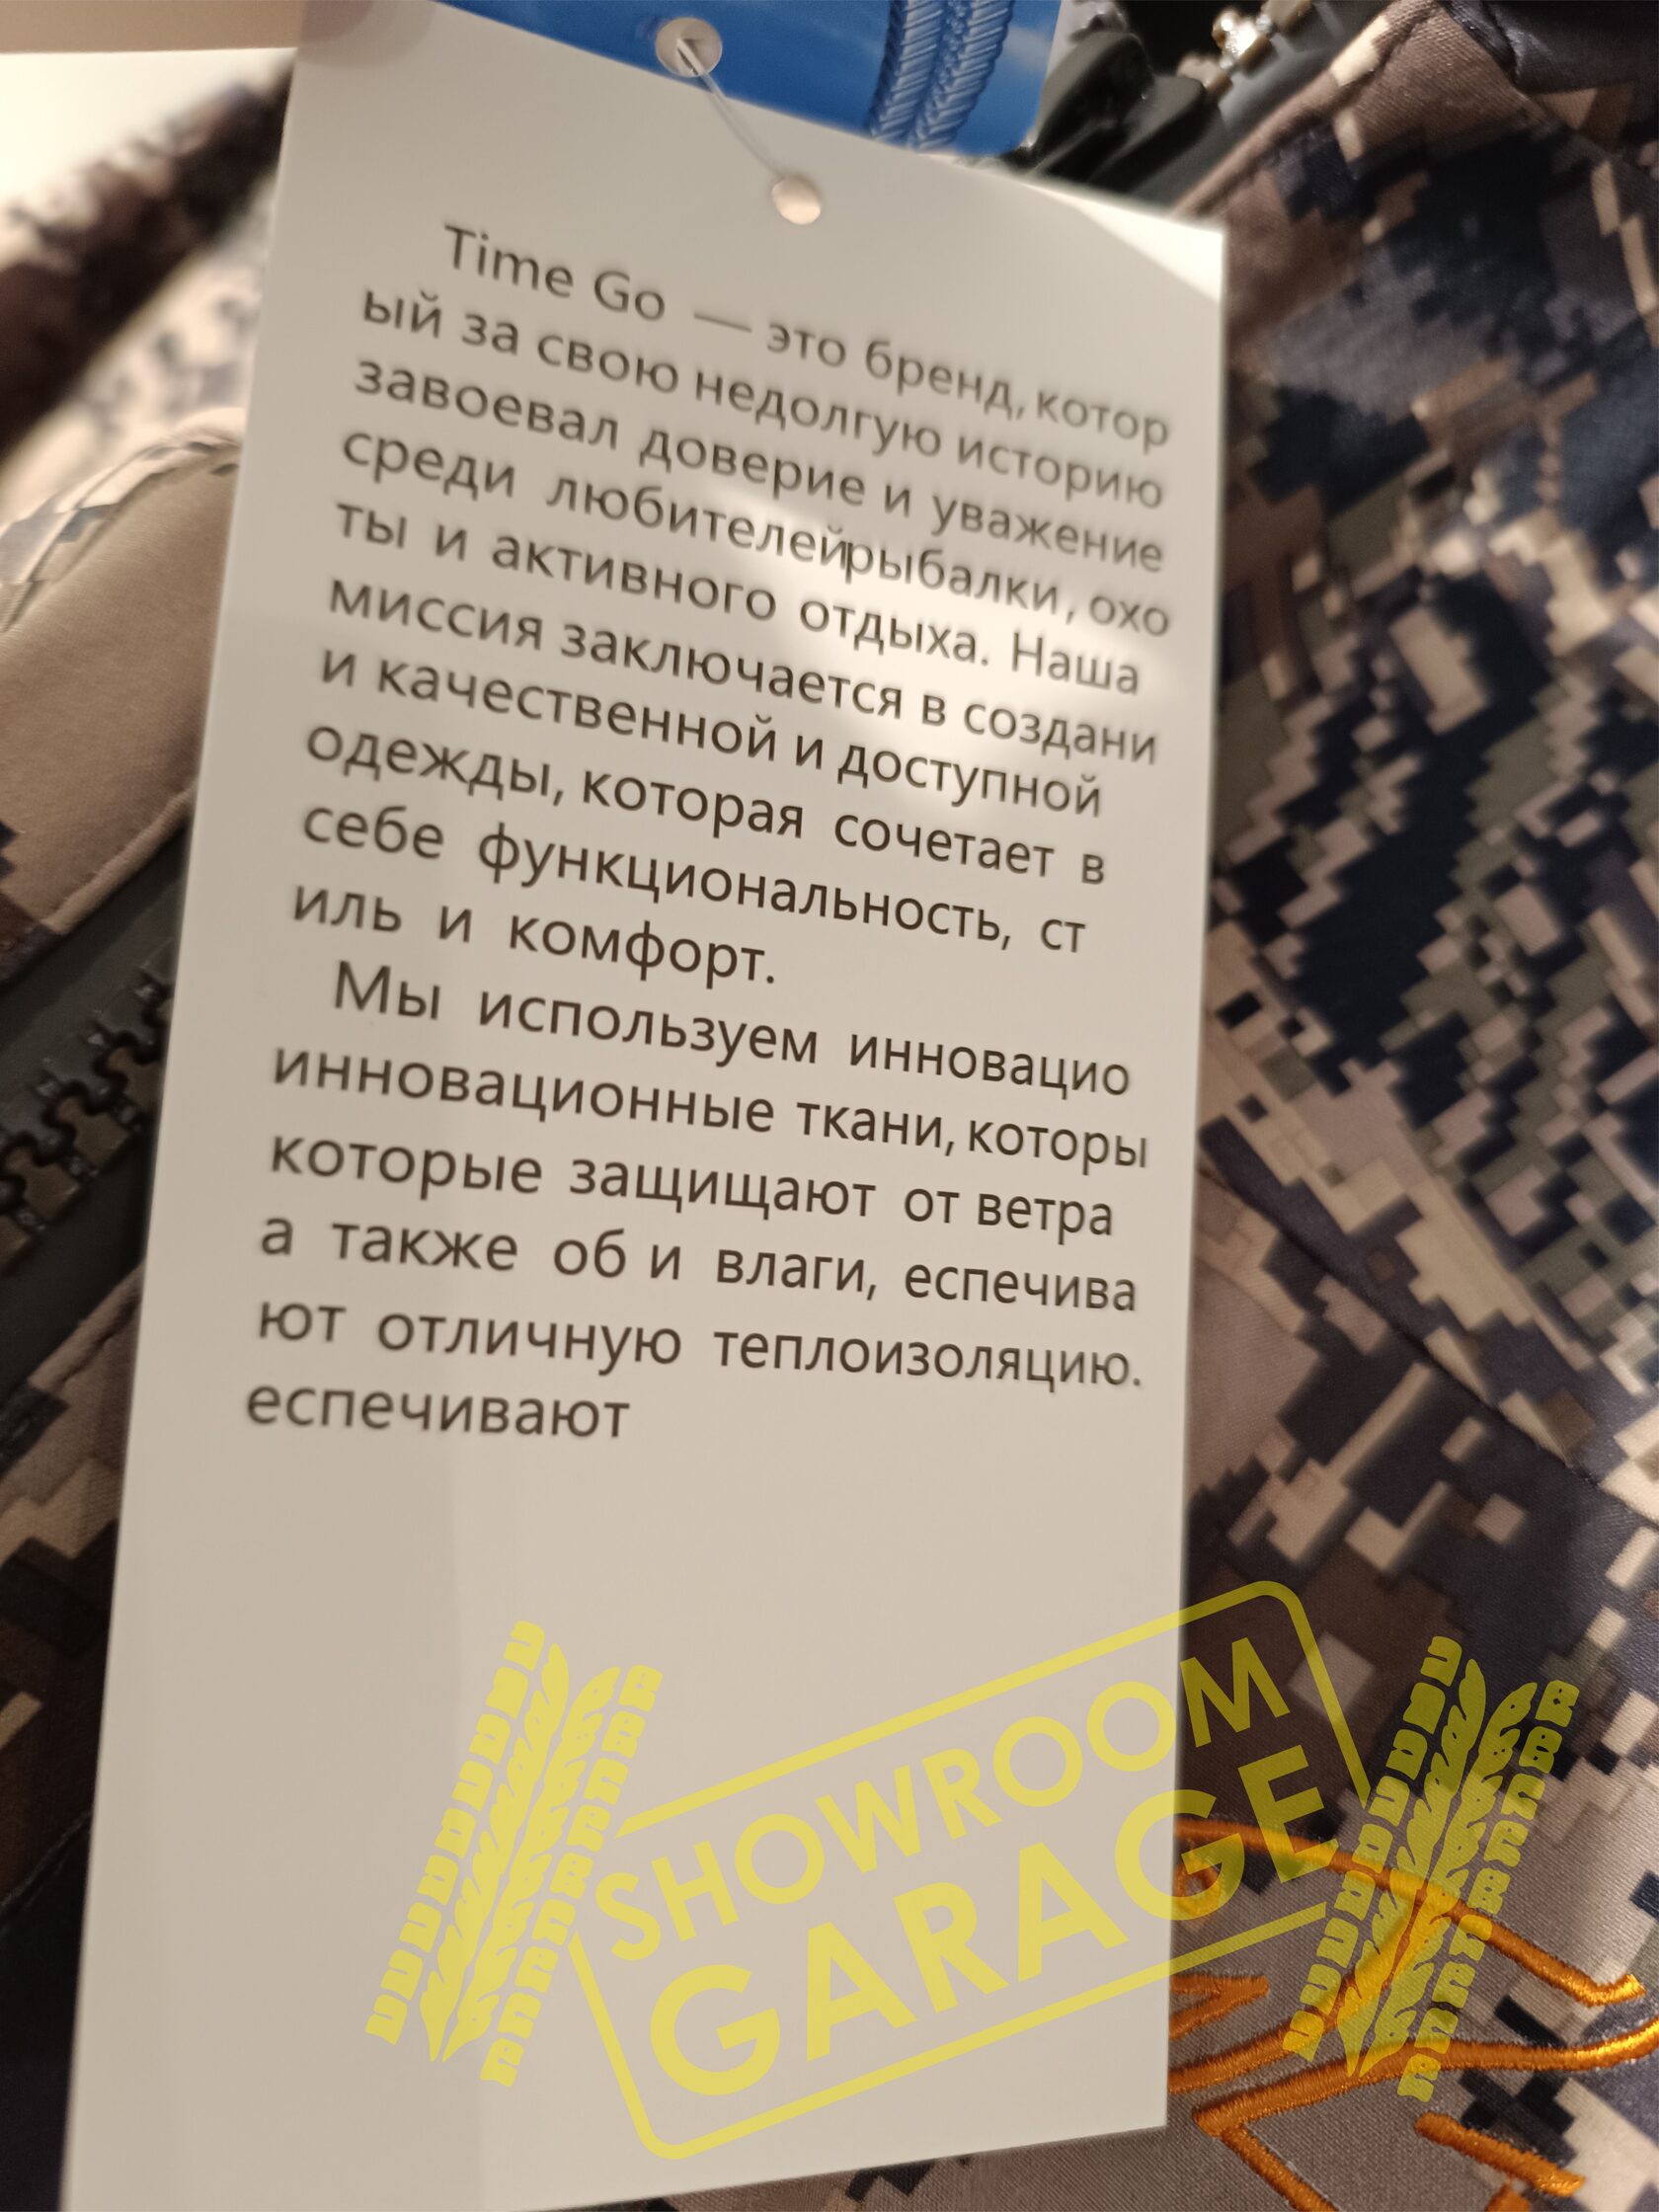 Time Go — это бренд, котор
ый за свою недолгую историю
завоевал доверие и уважение
среди любителейрыбалки, охо
ты и активного отдыха. Наша
миссия заключается в создани
и качественной и доступной
одежды, которая сочетает в
себе функциональность, ст
иль и комфорт.
Мы используем инновацио
инновационные ткани, которы
которые защищают от ветра
а также об и влаги, еспечива
ют отличную теплоизоляцию.
еспечивают
SHOWROOM
GARAGE